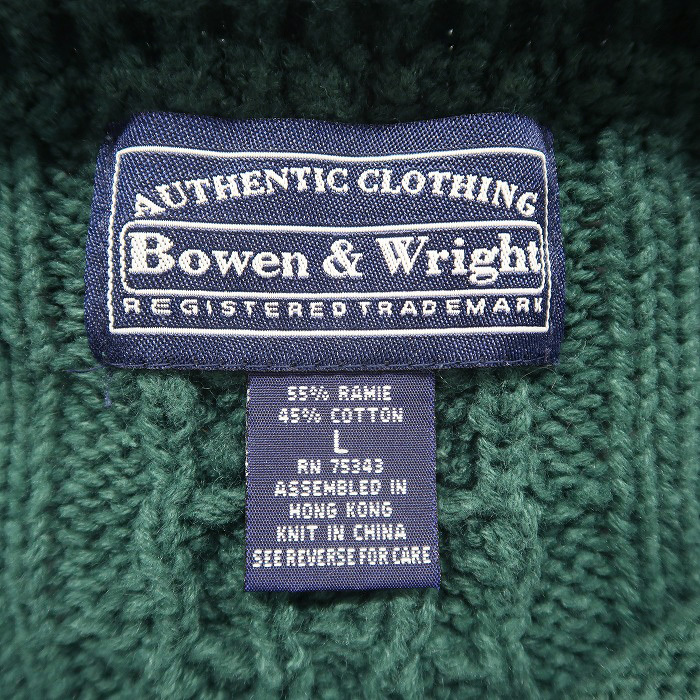 AUTHENTIC CLOTHING
Bowen & Wright
REGISTERED TRADEMARK
55% RAMIE
45% COTTON
L
RN 75343
ASSEMBLED IN
HONG KONG
KNIT IN CHINA
SEE REVERSE FOR CARE